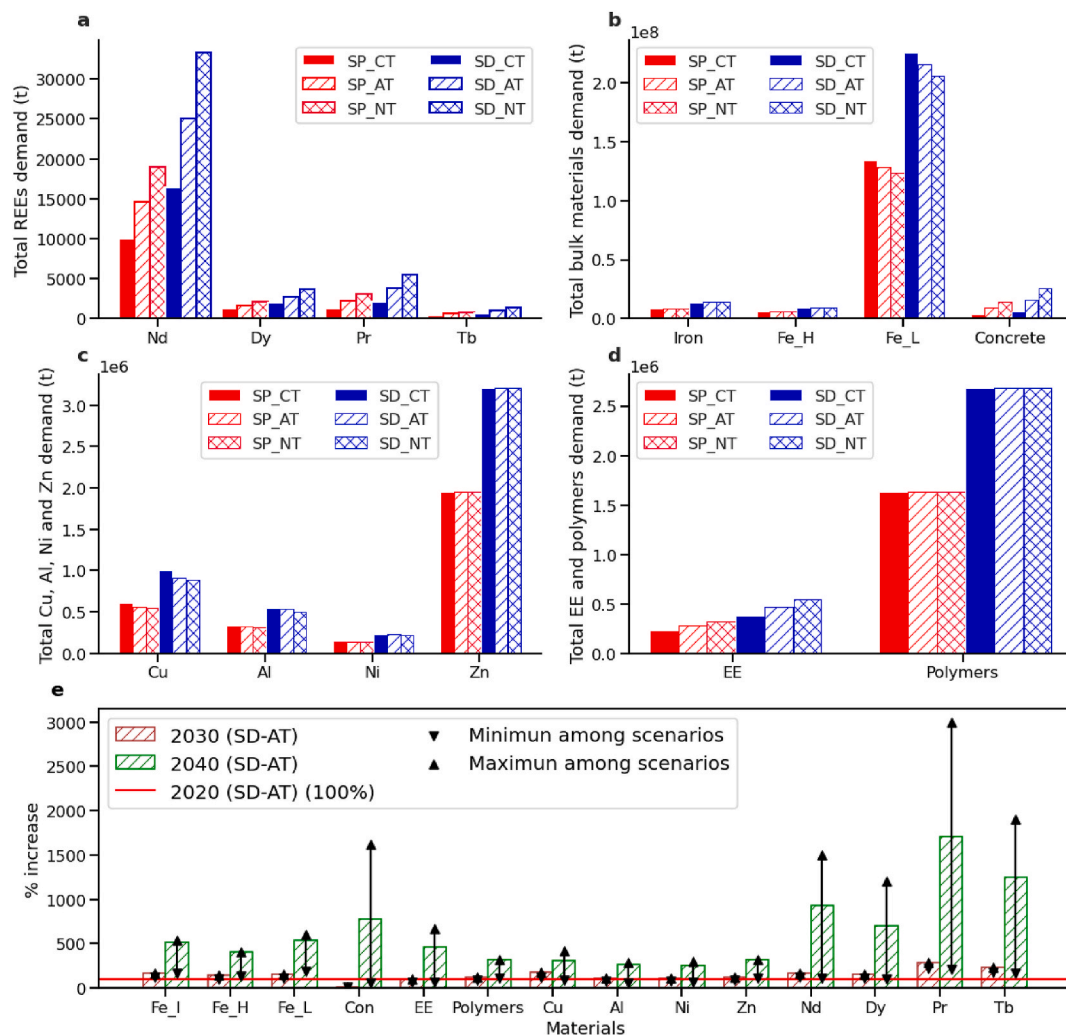 a
Total REEs demand (t)
30000
25000
20000
15000
10000
5000
0
SP_CT
SP_AT
SP_NT
SD_CT
SD_AT
SD_NT
Nd
Dy
Pr
Tb
b
1e8
Total bulk materials demand (t)
2.0
1.5
1.0
0.5
0.0
SP_CT
SP_AT
SP_NT
SD_CT
SD_AT
SD_NT
Iron
Fe_H
Fe_L
Concrete
c
1e6
Total Cu, Al, Ni and Zn demand (t)
3.0
2.5
2.0
1.5
1.0
0.5
0.0
SP_CT
SP_AT
SP_NT
SD_CT
SD_AT
SD_NT
Cu
Al
Ni
Zn
d
1e6
Total EE and polymers demand (t)
2.5
2.0
1.5
1.0
0.5
0.0
SP_CT
SP_AT
SP_NT
SD_CT
SD_AT
SD_NT
EE
Polymers
e
% increase
3000
2500
2000
1500
1000
500
0
2030 (SD-AT)
2040 (SD-AT)
2020 (SD-AT) (100%)
Minimun among scenarios
Maximun among scenarios
Fe_I
Fe_H
Fe_L
Con
EE
Polymers
Cu
Al
Ni
Zn
Nd
Dy
Pr
Tb
Materials